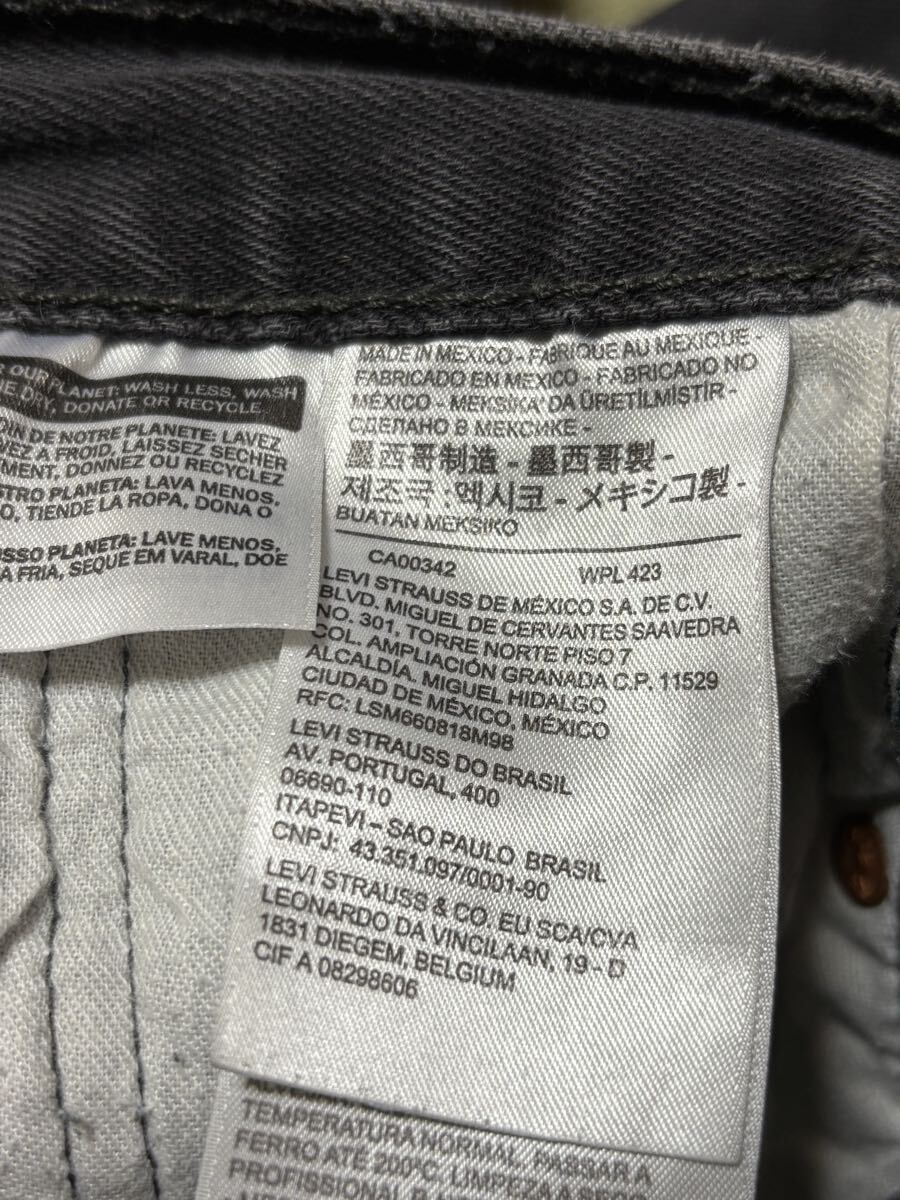 OUR PLANET: WASH LESS, WASH
DRY, DONATE OR RECYCLE.
DE NOTRE PLANETE: LAVEZ
A FROID, LAISSEZ SECHER
DONNEZ OU RECYCLEZ
PLANETA: LAVA MENOS,
TIENDE LA ROPA, DONA O
PLANETA: LAVE MENOS,
FRIA, SEQUE EM VARAL, DOE
MADE IN MEXICO - FABRIQUE AU MEXIQUE -
FABRICADO EN MEXICO - FABRICADO NO
MÉXICO - MEKSIKA' DA ÜRETİLMİŞTİR -
СДЕЛАНО В МЕКСИКЕ -
墨西哥制造 - 墨西哥製 -
제조국 :멕시코 - メキシコ製 -
BUATAN MEKSIKO
CA00342 WPL 423
LEVI STRAUSS DE MÉXICO S.A. DE C.V.
BLVD. MIGUEL DE CERVANTES SAAVEDRA
NO. 301, TORRE NORTE PISO 7
COL. AMPLIACIÓN GRANADA C.P. 11529
ALCALDÍA. MIGUEL HIDALGO
CIUDAD DE MÉXICO, MÉXICO
RFC: LSM660818M98
LEVI STRAUSS DO BRASIL
AV. PORTUGAL, 400
06690-110
ITAPEVI – SAO PAULO BRASIL
CNPJ: 43.351.097/0001-90
LEVI STRAUSS & CO. EU SCA/CVA
LEONARDO DA VINCILAAN, 19 - D
1831 DIEGEM, BELGIUM
CIF A 08298606
TEMPERATURA NORMAL. PASSAR A
FERRO ATÉ 200°C. LIMPEZA A SECO
PROFISSIONAL